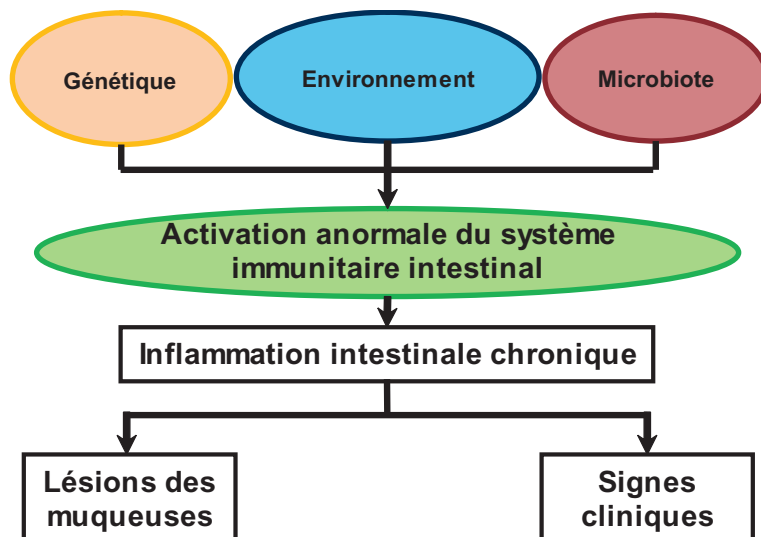 Génétique
Environnement
Microbiote
Activation anormale du système
immunitaire intestinal
Inflammation intestinale chronique
Lésions des
muqueuses
Signes
cliniques